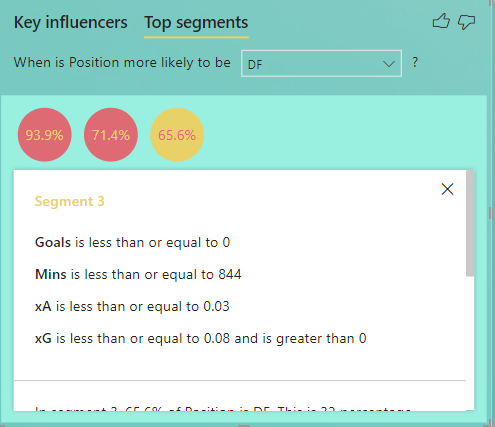 Key influencers Top segments
When is Position more likely to be DF ?
93.9% 71.4% 65.6%
Segment 3
Goals is less than or equal to 0
Mins is less than or equal to 844
xA is less than or equal to 0.03
xG is less than or equal to 0.08 and is greater than 0
In segment 3, 65.6% of Position is DF. This is 32 percentage